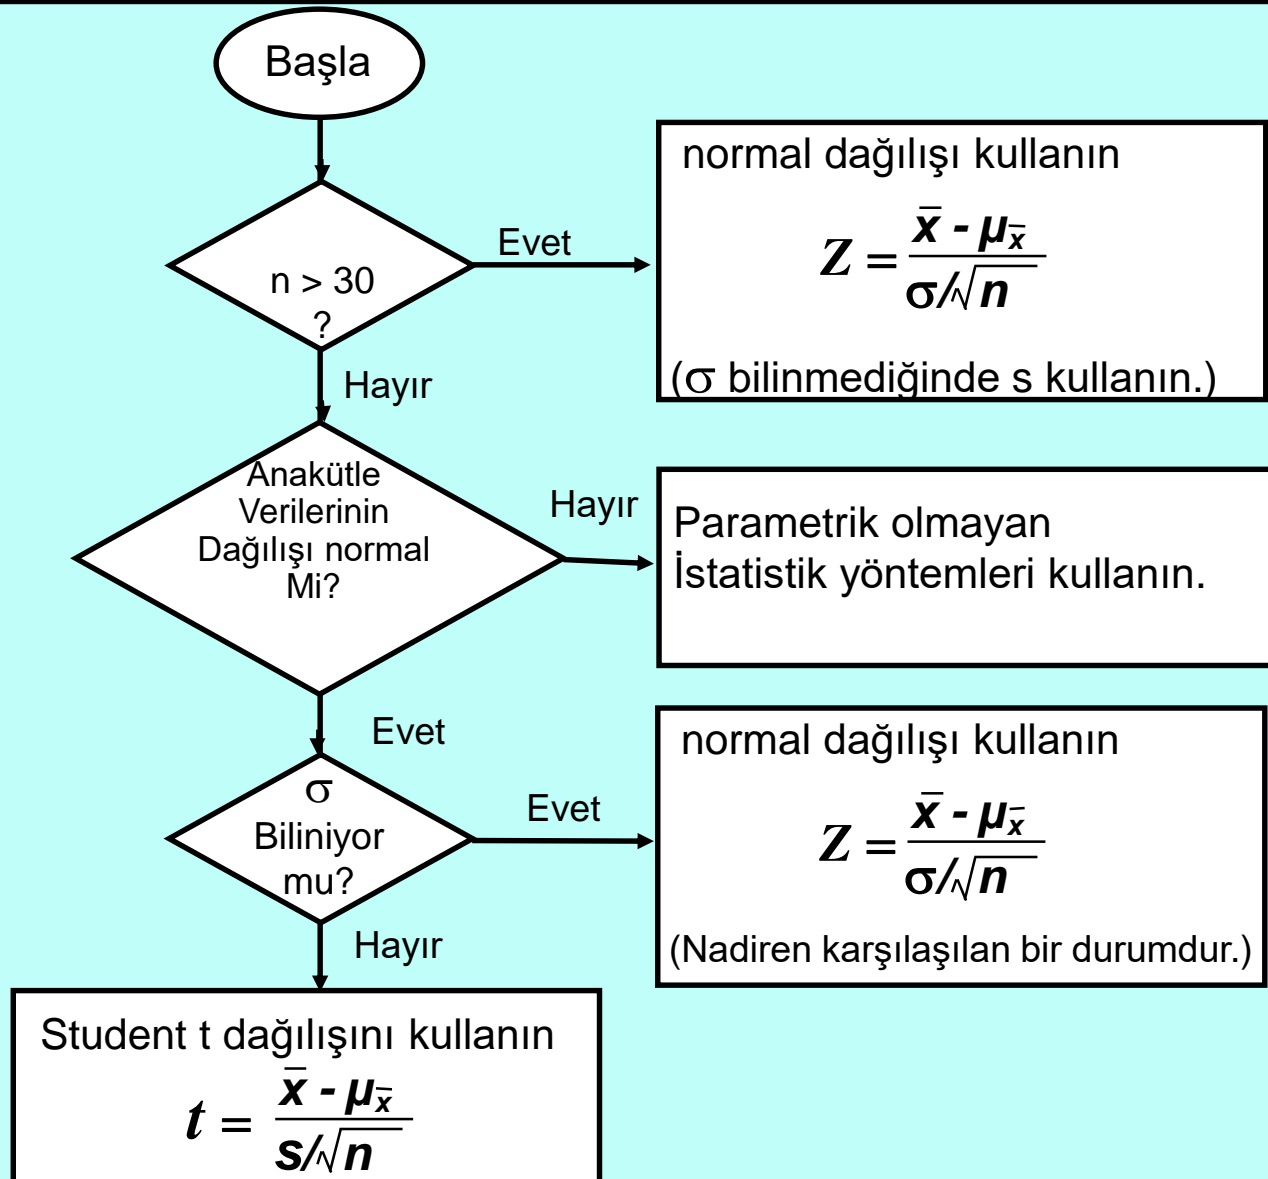 Başla
n > 30
?
Evet
normal dağılışı kullanın
Z = x̄ - µx̄
σ/√n
(σ bilinmediğinde s kullanın.)
Hayır
Anakütle
Verilerinin
Dağılışı normal
Mi?
Hayır
Parametrik olmayan
İstatistik yöntemleri kullanın.
Evet
σ
Biliniyor
mu?
Evet
normal dağılışı kullanın
Z = x̄ - µx̄
σ/√n
(Nadiren karşılaşılan bir durumdur.)
Hayır
Student t dağılışını kullanın
t = x̄ - µx̄
s/√n